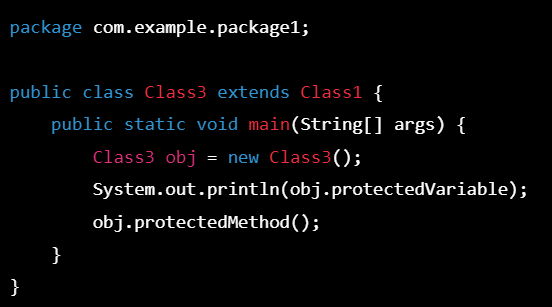 package com.example.package1;
public class Class3 extends Class1 {
    public static void main(String[] args) {
        Class3 obj = new Class3();
        System.out.println(obj.protectedVariable);
        obj.protectedMethod();
    }
}